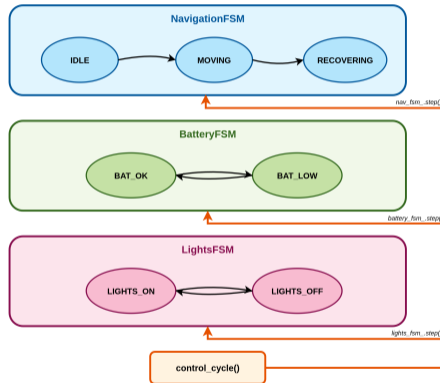 NavigationFSM
IDLE
MOVING
RECOVERING
nav_fsm_.step(
BatteryFSM
BAT_OK
BAT_LOW
battery_fsm_.step(
LightsFSM
LIGHTS_ON
LIGHTS_OFF
lights_fsm_.step(
control_cycle()